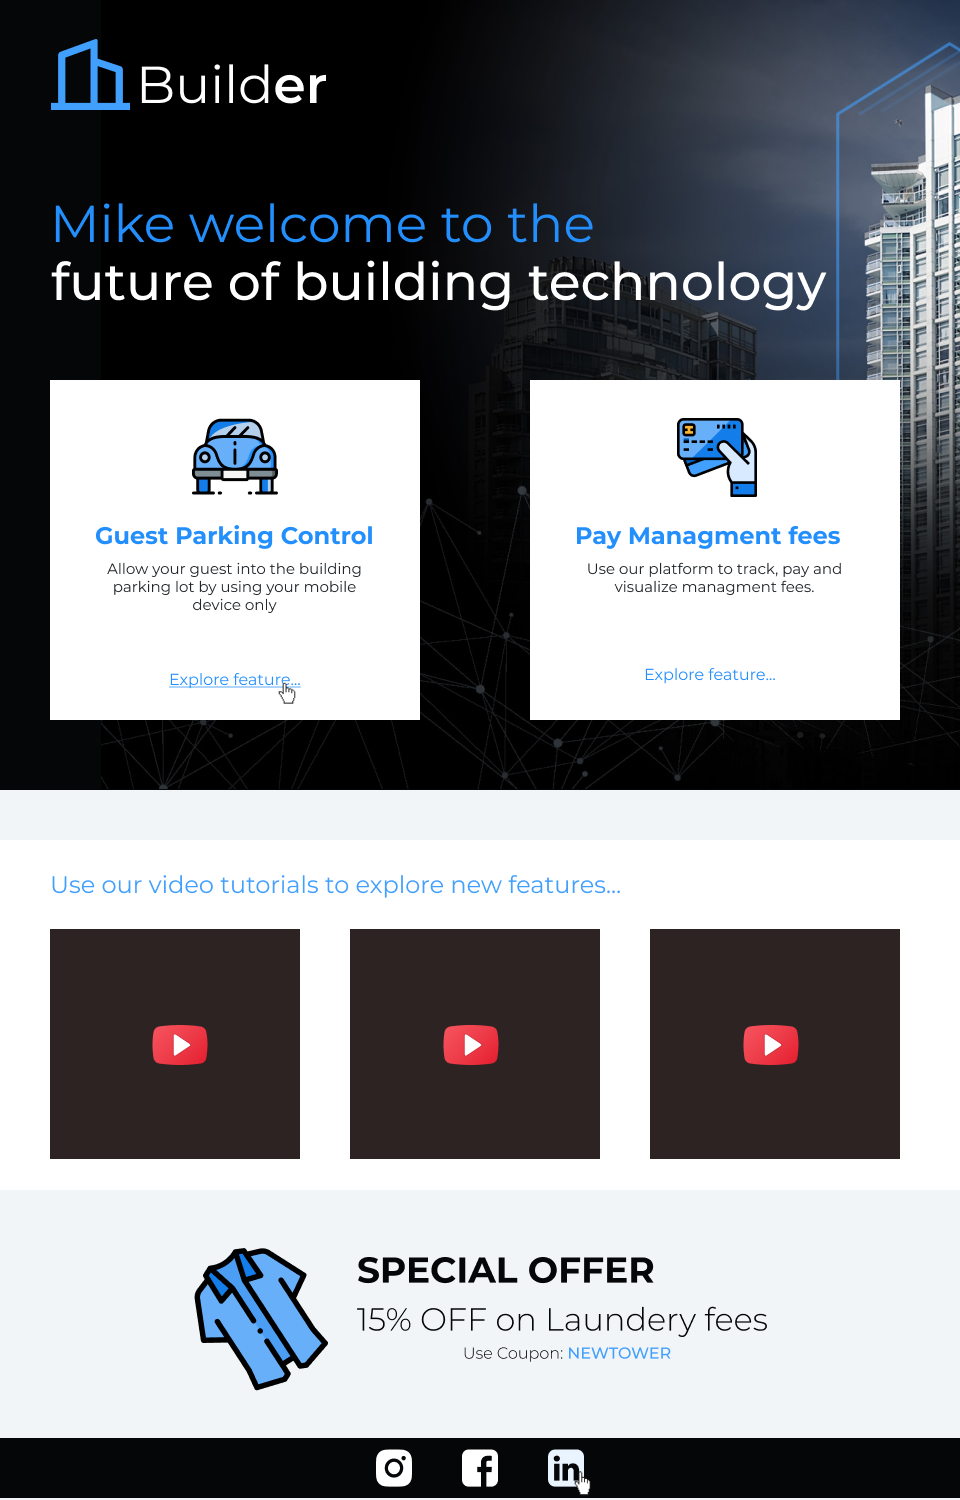 Builder
Mike welcome to the
future of building technology
Guest Parking Control
Allow your guest into the building
parking lot by using your mobile
device only
Explore feature...
Pay Managment fees
Use our platform to track, pay and
visualize managment fees.
Explore feature...
Use our video tutorials to explore new features...
SPECIAL OFFER
15% OFF on Laundery fees
Use Coupon: NEWTOWER
in